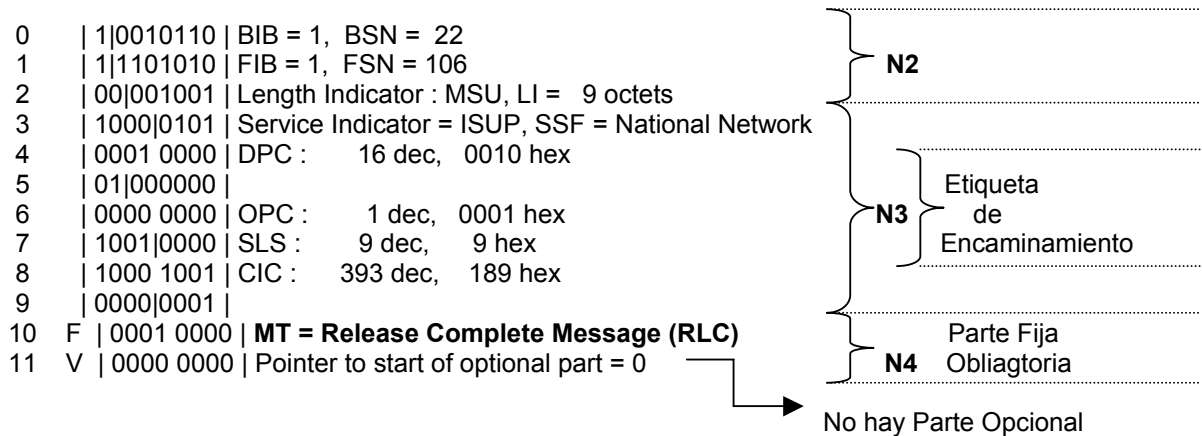 0 | 1|0010110 | BIB = 1, BSN = 22
1 | 1|1101010 | FIB = 1, FSN = 106
N2
2 | 00|001001 | Length Indicator : MSU, LI = 9 octets
3 | 1000|0101 | Service Indicator = ISUP, SSF = National Network
4 | 0001 0000 | DPC : 16 dec, 0010 hex
5 | 01|000000 |
6 | 0000 0000 | OPC : 1 dec, 0001 hex
7 | 1001|0000 | SLS : 9 dec, 9 hex
8 | 1000 1001 | CIC : 393 dec, 189 hex
9 | 0000|0001 |
N3
Etiqueta
de
Encaminamiento
10 F | 0001 0000 | MT = Release Complete Message (RLC)
11 V | 0000 0000 | Pointer to start of optional part = 0
N4
Parte Fija
Obliagtoria
No hay Parte Opcional